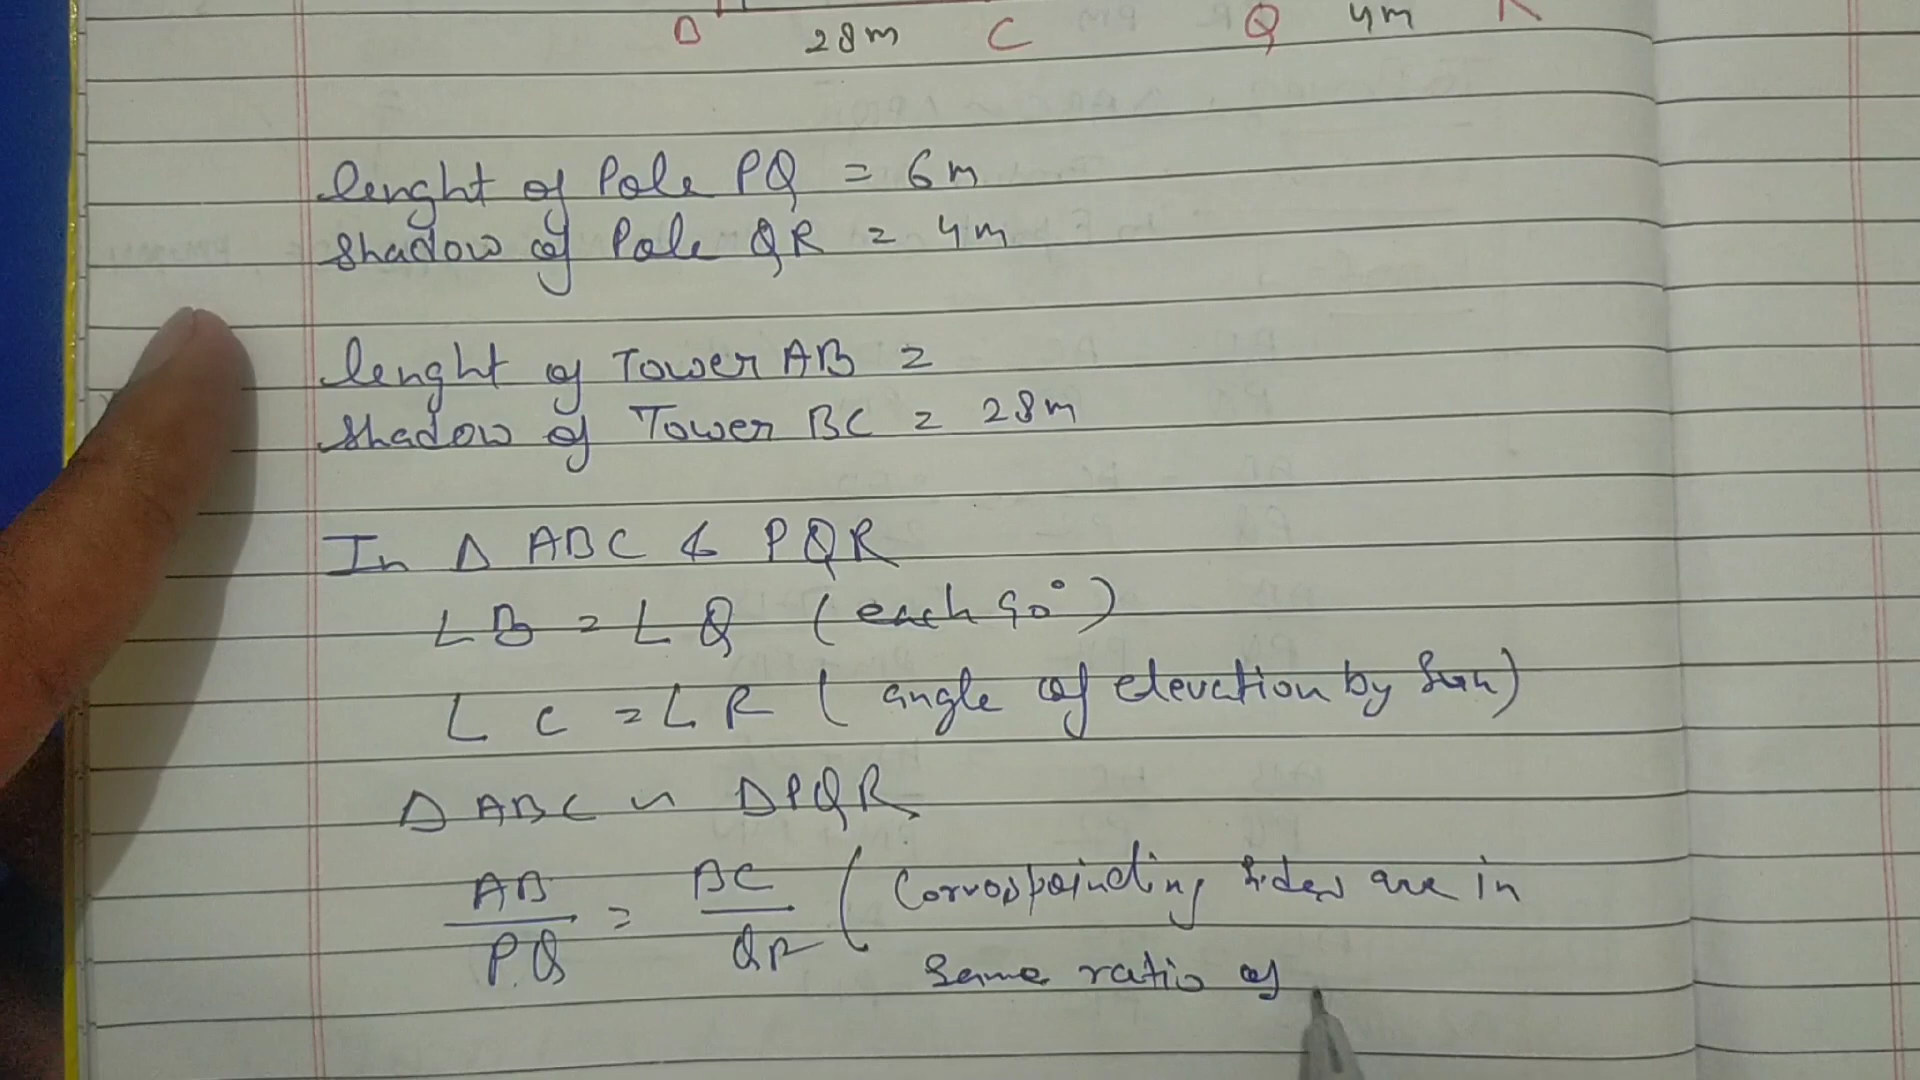 B 28m C Q 4m R
lenght of Pole PQ = 6m
Shadow of Pole QR = 4m
lenght of Tower AB =
Shadow of Tower BC = 28m
In Δ ABC & PQR
∠B = ∠Q (each 90°)
∠C = ∠R (angle of elevation by Sun)
Δ ABC ~ ΔPQR
AB/PQ = BC/QR (Corrospoinding sides are in
Same ratio of